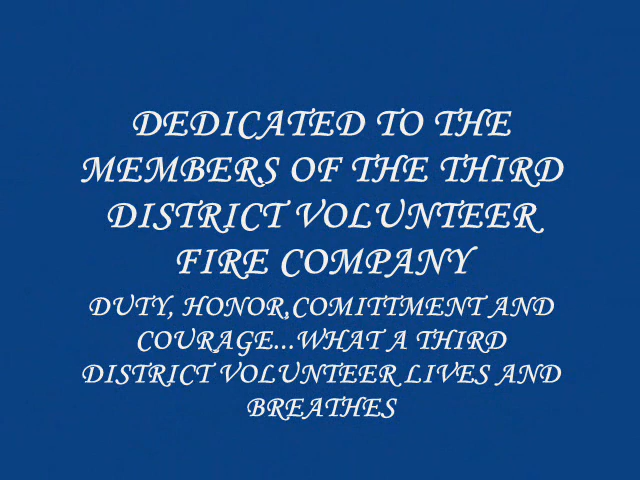 DEDICATED TO THE
MEMBERS OF THE THIRD
DISTRICT VOLUNTEER
FIRE COMPANY
DUTY, HONOR,COMITTMENT AND
COURAGE...WHAT A THIRD
DISTRICT VOLUNTEER LIVES AND
BREATHES